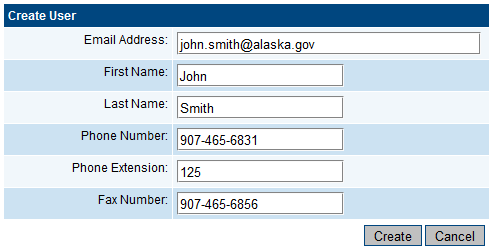 Create User
Email Address: john.smith@alaska.gov
First Name: John
Last Name: Smith
Phone Number: 907-465-6831
Phone Extension: 125
Fax Number: 907-465-6856
Create Cancel